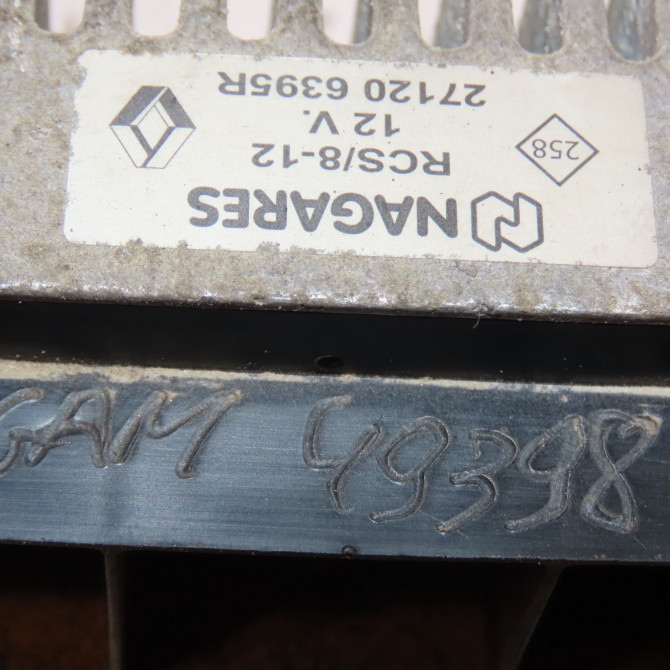 NAGARES
RCS/8-12
12 V.
27120 6395R
258
GAM 49398